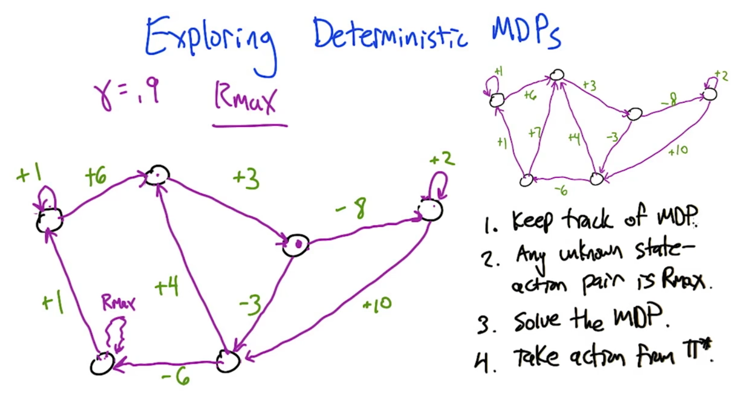 Exploring Deterministic MDPs
γ=.9 Rmax
+1
+6
+3
-8
+2
+1
+7
+4
-3
+10
-6
+1
+6
+3
-8
+2
+1
Rmax
+4
-3
+10
-6
1. Keep track of MDP.
2. Any unknown state-
action pair is Rmax.
3. Solve the MDP.
4. Take action from π*.